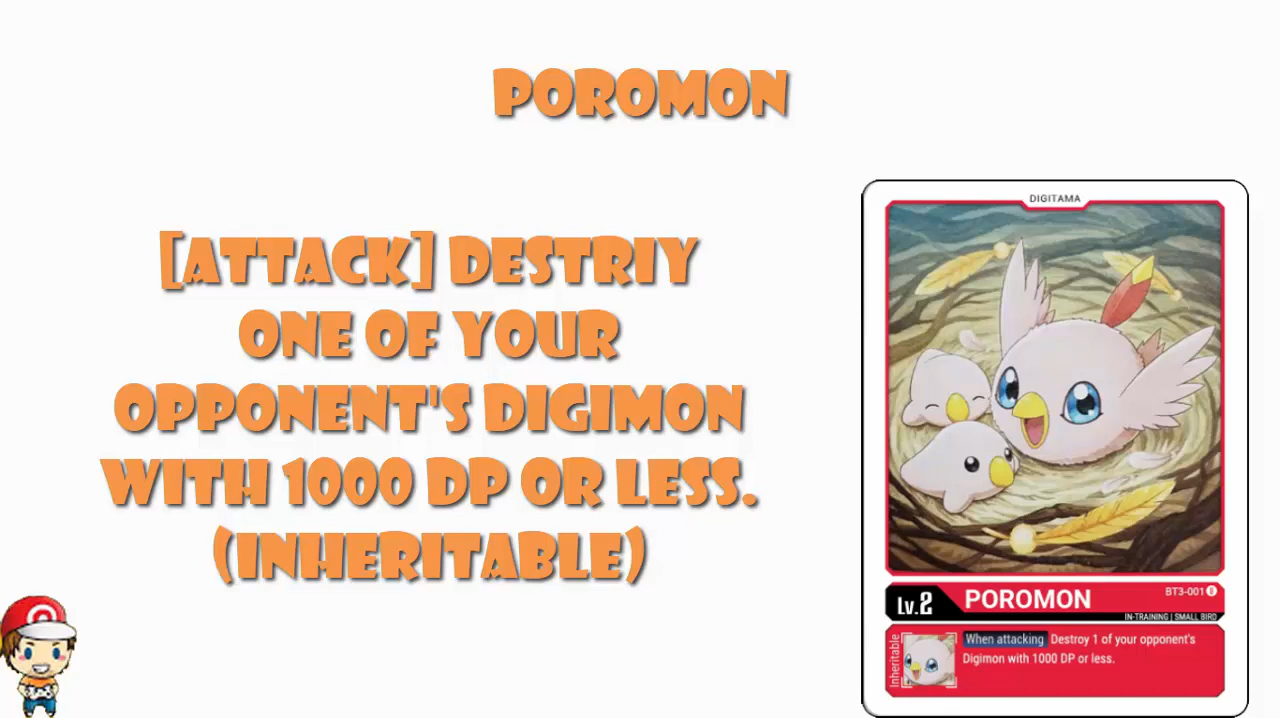 POROMON
[ATTACK] DESTRIY
ONE OF YOUR
OPPONENT'S DIGIMON
WITH 1000 DP OR LESS.
(INHERITABLE)
DIGITAMA
Lv.2 POROMON BT3-001
IN-TRAINING | SMALL BIRD
Inheritable
When attacking Destroy 1 of your opponent's
Digimon with 1000 DP or less.